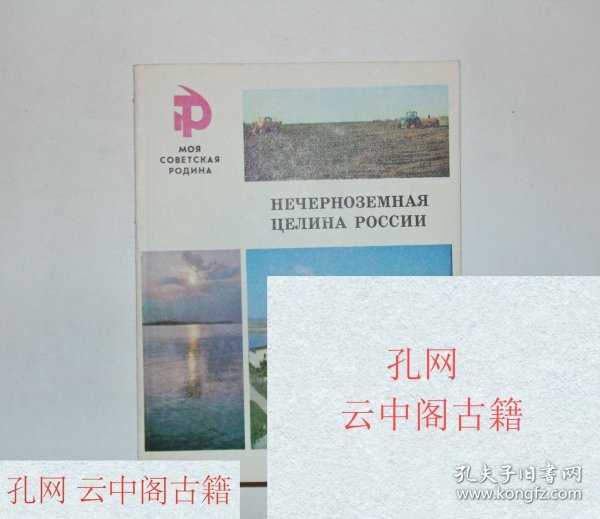 МОЯ
СОВЕТСКАЯ
РОДИНА
НЕЧЕРНОЗЕМНАЯ
ЦЕЛИНА РОССИИ
孔网
云中阁古籍
孔网 云中阁古籍
孔夫子旧书网
www.kongfz.com